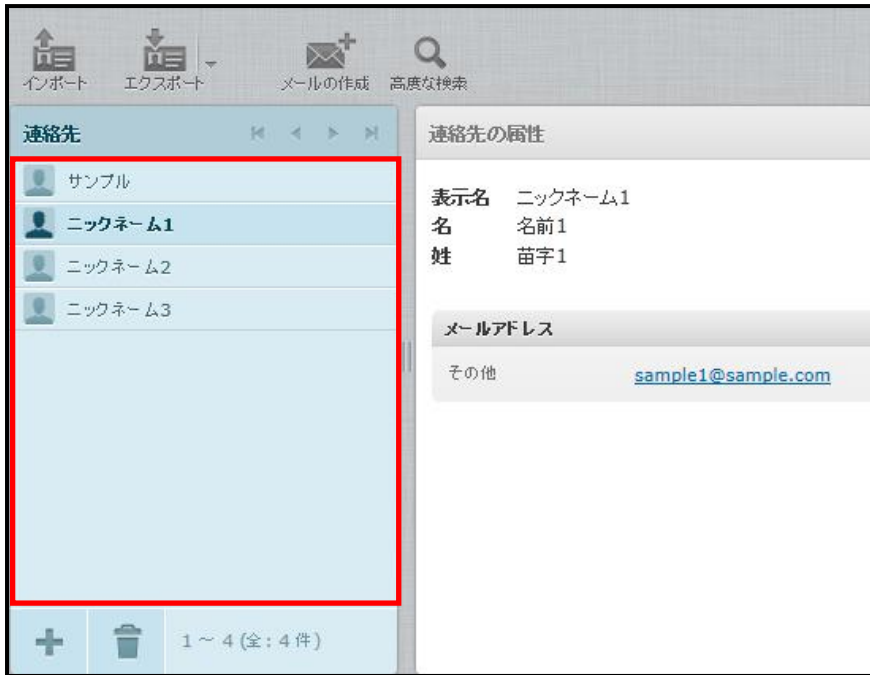 インポート エクスポート メールの作成 高度な検索
連絡先
サンプル
ニックネーム1
ニックネーム2
ニックネーム3
1 ～ 4 (全: 4 件)
連絡先の属性
表示名 ニックネーム1
名 名前1
姓 苗字1
メールアドレス
その他 sample1@sample.com